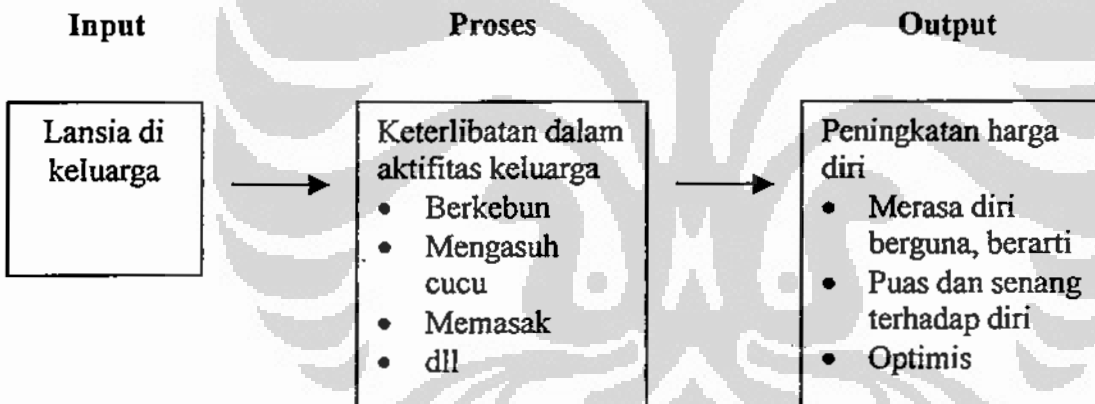 Input
Proses
Output
Lansia di
keluarga
Keterlibatan dalam
aktifitas keluarga
• Berkebun
• Mengasuh
cucu
• Memasak
• dll
Peningkatan harga
diri
• Merasa diri
berguna, berarti
• Puas dan senang
terhadap diri
• Optimis